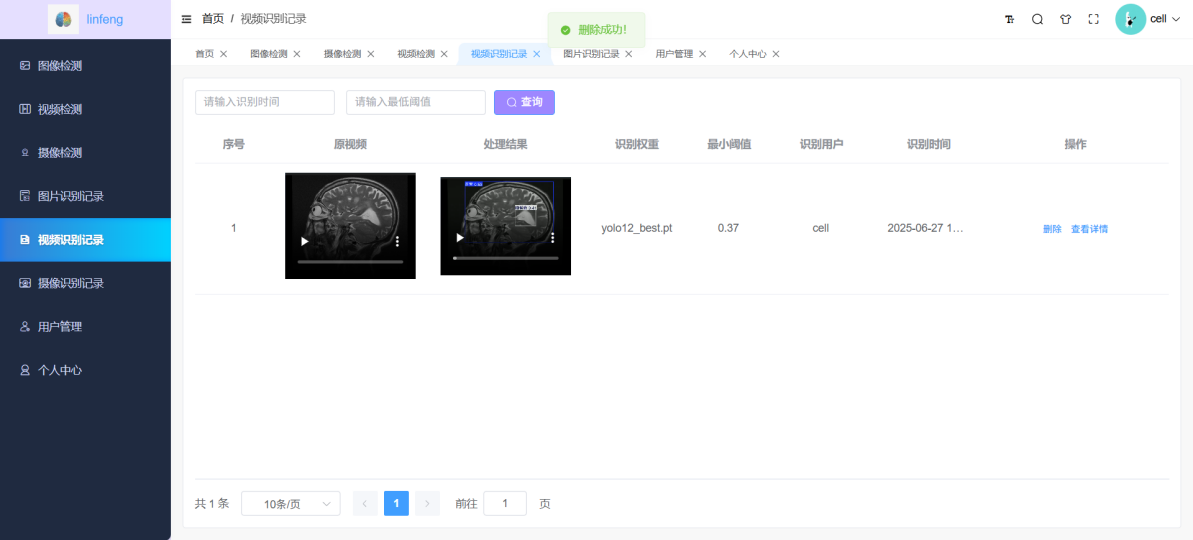 linfeng
首页 / 视频识别记录
删除成功!
cell
首页 图像检测 摄像检测 视频检测 视频识别记录 图片识别记录 用户管理 个人中心
图像检测
视频检测
摄像检测
图片识别记录
视频识别记录
摄像识别记录
用户管理
个人中心
请输入识别时间 请输入最低阈值 查询
序号 原视频 处理结果 识别权重 最小阈值 识别用户 识别时间 操作
1 yolo12_best.pt 0.37 cell 2025-06-27 1... 删除 查看详情
共 1 条 10条/页 1 前往 1 页